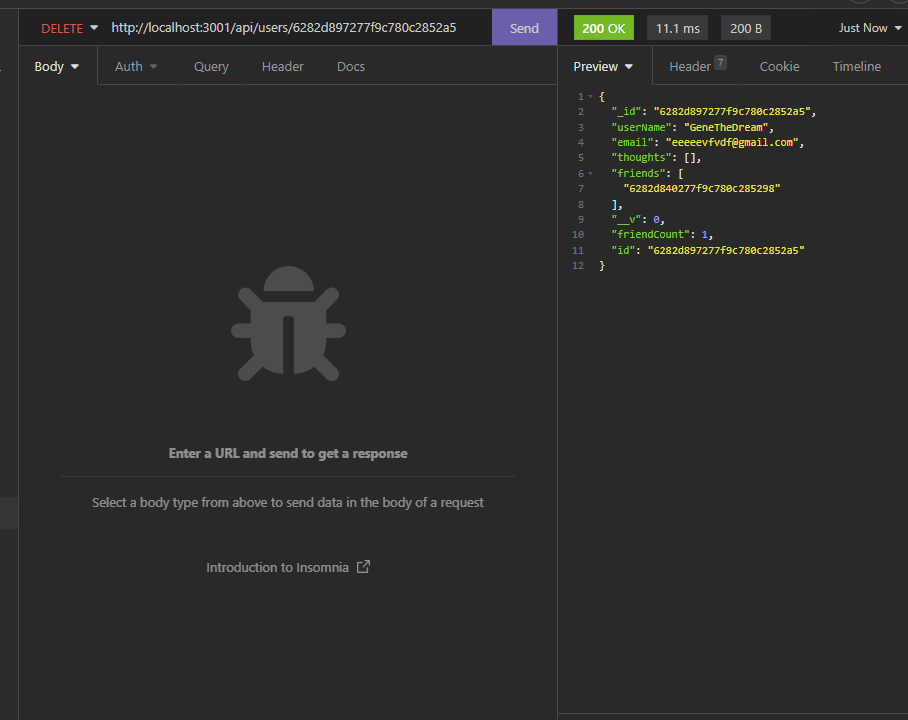 DELETE http://localhost:3001/api/users/6282d897277f9c780c2852a5 Send
200 OK 11.1 ms 200 B Just Now
Body Auth Query Header Docs
Preview Header 7 Cookie Timeline
1 {
2 "_id": "6282d897277f9c780c2852a5",
3 "userName": "GeneTheDream",
4 "email": "eeeeevfvdf@gmail.com",
5 "thoughts": [],
6 "friends": [
7 "6282d840277f9c780c285298"
8 ],
9 "__v": 0,
10 "friendCount": 1,
11 "id": "6282d897277f9c780c2852a5"
12 }
Enter a URL and send to get a response
Select a body type from above to send data in the body of a request
Introduction to Insomnia